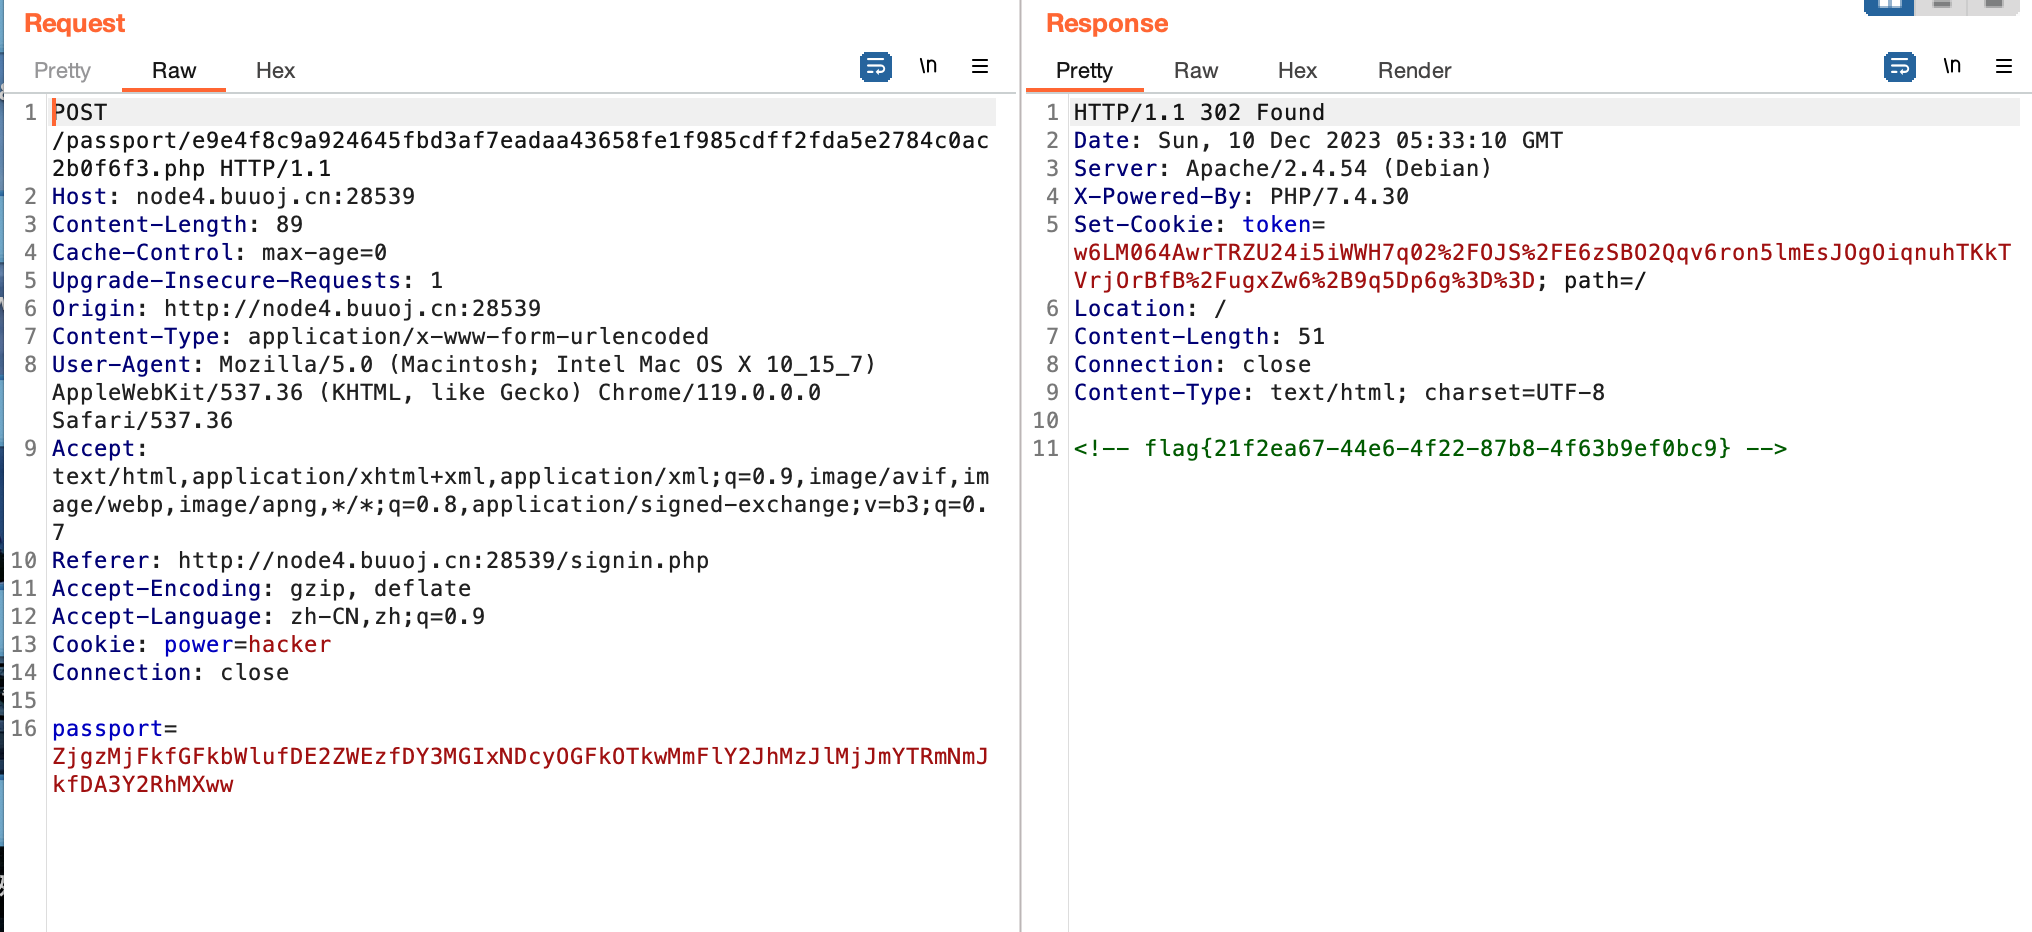 Request
Pretty Raw Hex \n
1 POST
/passport/e9e4f8c9a924645fbd3af7eadaa43658fe1f985cdff2fda5e2784c0ac
2b0f6f3.php HTTP/1.1
2 Host: node4.buuoj.cn:28539
3 Content-Length: 89
4 Cache-Control: max-age=0
5 Upgrade-Insecure-Requests: 1
6 Origin: http://node4.buuoj.cn:28539
7 Content-Type: application/x-www-form-urlencoded
8 User-Agent: Mozilla/5.0 (Macintosh; Intel Mac OS X 10_15_7)
AppleWebKit/537.36 (KHTML, like Gecko) Chrome/119.0.0.0
Safari/537.36
9 Accept:
text/html,application/xhtml+xml,application/xml;q=0.9,image/avif,im
age/webp,image/apng,*/*;q=0.8,application/signed-exchange;v=b3;q=0.
7
10 Referer: http://node4.buuoj.cn:28539/signin.php
11 Accept-Encoding: gzip, deflate
12 Accept-Language: zh-CN,zh;q=0.9
13 Cookie: power=hacker
14 Connection: close
15
16 passport=
ZjgzMjFkfGFkbWlufDE2ZWEzfDY3MGIxNDcyOGFkOTkwMmFlY2JhMzJlMjJmYTRmNmJ
kfDA3Y2RhMXww
Response
Pretty Raw Hex Render \n
1 HTTP/1.1 302 Found
2 Date: Sun, 10 Dec 2023 05:33:10 GMT
3 Server: Apache/2.4.54 (Debian)
4 X-Powered-By: PHP/7.4.30
5 Set-Cookie: token=
w6LM064AwrTRZU24i5iWWH7q02%2FOJS%2FE6zSBO2Qqv6ron5lmEsJOgOiqnuhTKkT
VrjOrBfB%2FugxZw6%2B9q5Dp6g%3D%3D; path=/
6 Location: /
7 Content-Length: 51
8 Connection: close
9 Content-Type: text/html; charset=UTF-8
10
11 <!-- flag{21f2ea67-44e6-4f22-87b8-4f63b9ef0bc9} -->